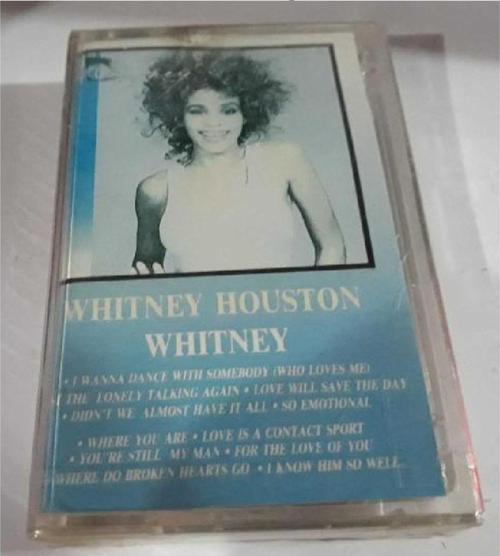 WHITNEY HOUSTON
WHITNEY
• I WANNA DANCE WITH SOMEBODY (WHO LOVES ME)
THE LONELY TALKING AGAIN • LOVE WILL SAVE THE DAY
• DIDN'T WE ALMOST HAVE IT ALL • SO EMOTIONAL
• WHERE YOU ARE • LOVE IS A CONTACT SPORT
• YOU'RE STILL MY MAN • FOR THE LOVE OF YOU
WHERE DO BROKEN HEARTS GO • I KNOW HIM SO WELL